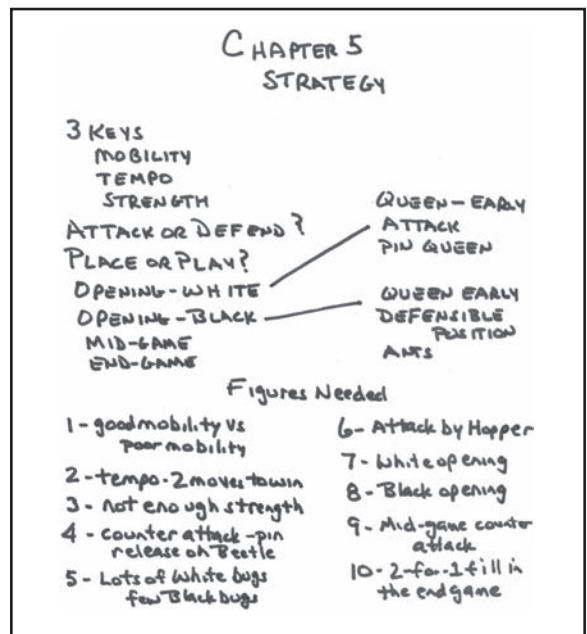 CHAPTER 5
STRATEGY
3 KEYS
MOBILITY
TEMPO
STRENGTH
ATTACK OR DEFEND?
PLACE OR PLAY?
OPENING-WHITE
OPENING-BLACK
MID-GAME
END-GAME
QUEEN-EARLY
ATTACK
PIN QUEEN
QUEEN EARLY
DEFENSIBLE
POSITION
ANTS
Figures Needed
1-good mobility vs
poor mobility
2-tempo-2 moves to win
3-not enough strength
4-counter attack-pin
release on Beetle
5-Lots of White bugs
few Black bugs
6-Attack by Hopper
7-White opening
8-Black opening
9-Mid-game counter
attack
10-2-for-1 fill in
the endgame